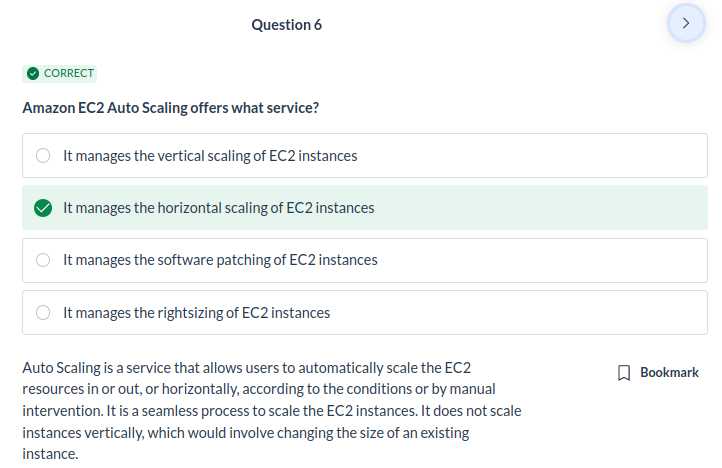 Question 6
CORRECT
Amazon EC2 Auto Scaling offers what service?
It manages the vertical scaling of EC2 instances
It manages the horizontal scaling of EC2 instances
It manages the software patching of EC2 instances
It manages the rightsizing of EC2 instances
Auto Scaling is a service that allows users to automatically scale the EC2
resources in or out, or horizontally, according to the conditions or by manual
intervention. It is a seamless process to scale the EC2 instances. It does not scale
instances vertically, which would involve changing the size of an existing
instance.
Bookmark